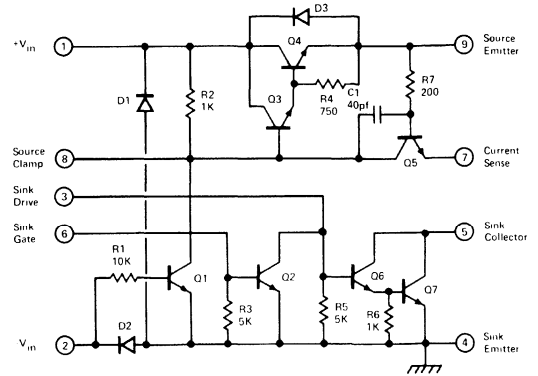 D3
+Vin
1
Q4
9
Source
Emitter
D1
R2
1K
Q3
R4
750
C1
40pf
R7
200
Source
Clamp
8
Q5
7
Current
Sense
Sink
Drive
3
Sink
Gate
6
5
Sink
Collector
R1
10K
Q1
Q2
Q6
Q7
R3
5K
R5
5K
R6
1K
Vin
2
D2
4
Sink
Emitter